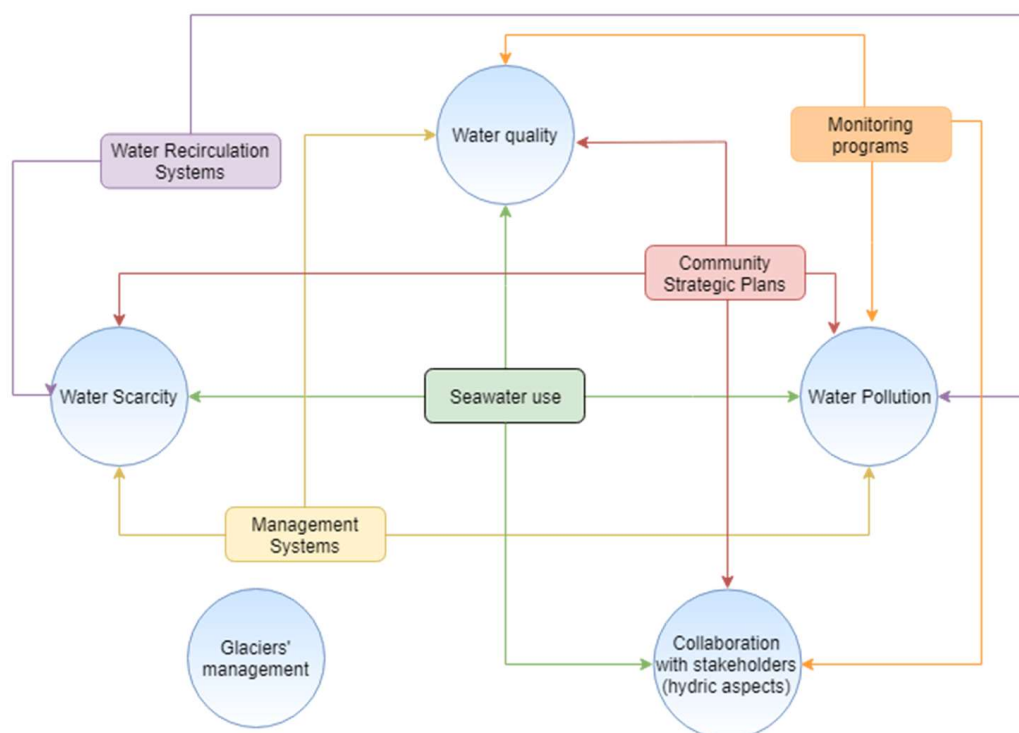 Water quality
Monitoring
programs
Water Recirculation
Systems
Community
Strategic Plans
Water Scarcity
Seawater use
Water Pollution
Management
Systems
Glaciers'
management
Collaboration
with stakeholders
(hydric aspects)